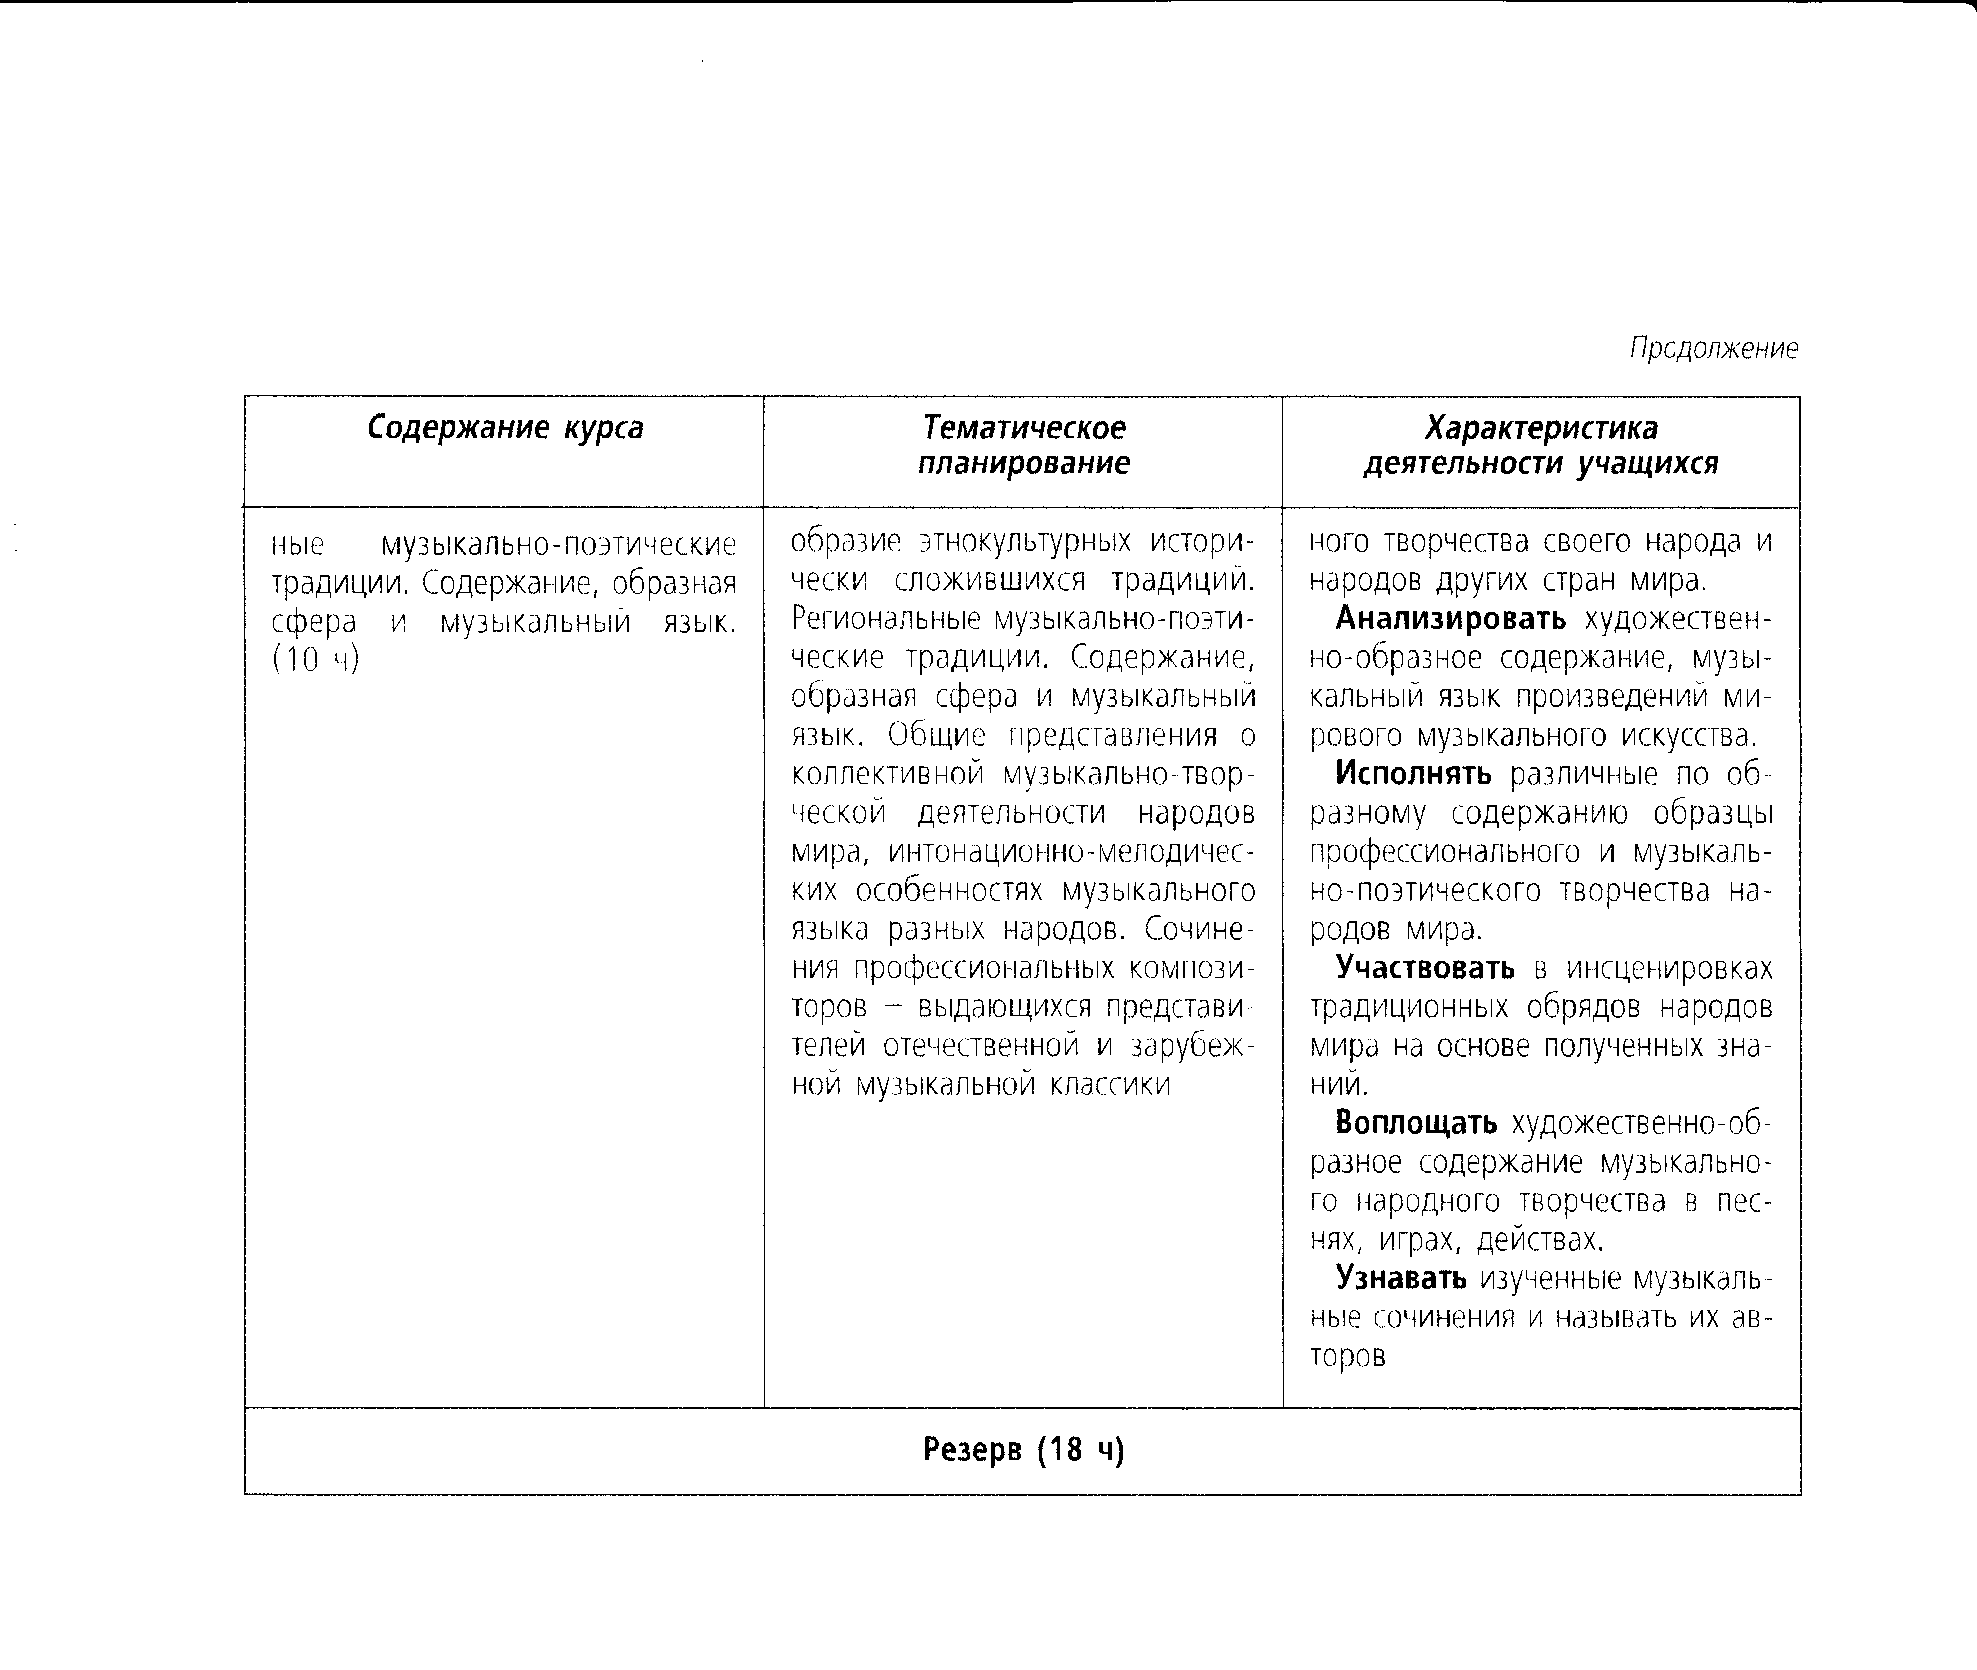 Продолжение
Содержание курса
Тематическое
планирование
Характеристика
деятельности учащихся
ные музыкально-поэтические
традиции. Содержание, образная
сфера и музыкальный язык.
(10 ч)
образие этнокультурных истори-
чески сложившихся традиций.
Региональные музыкально-поэти-
ческие традиции. Содержание,
образная сфера и музыкальный
язык. Общие представления о
коллективной музыкально-твор-
ческой деятельности народов
мира, интонационно-мелодичес-
ких особенностях музыкального
языка разных народов. Сочине-
ния профессиональных компози-
торов – выдающихся представи-
телей отечественной и зарубеж-
ной музыкальной классики
ного творчества своего народа и
народов других стран мира.
Анализировать художествен-
но-образное содержание, музы-
кальный язык произведений ми-
рового музыкального искусства.
Исполнять различные по об-
разному содержанию образцы
профессионального и музыкаль-
но-поэтического творчества на-
родов мира.
Участвовать в инсценировках
традиционных обрядов народов
мира на основе полученных зна-
ний.
Воплощать художественно-об-
разное содержание музыкально-
го народного творчества в пес-
нях, играх, действах.
Узнавать изученные музыкаль-
ные сочинения и называть их ав-
торов
Резерв (18 ч)